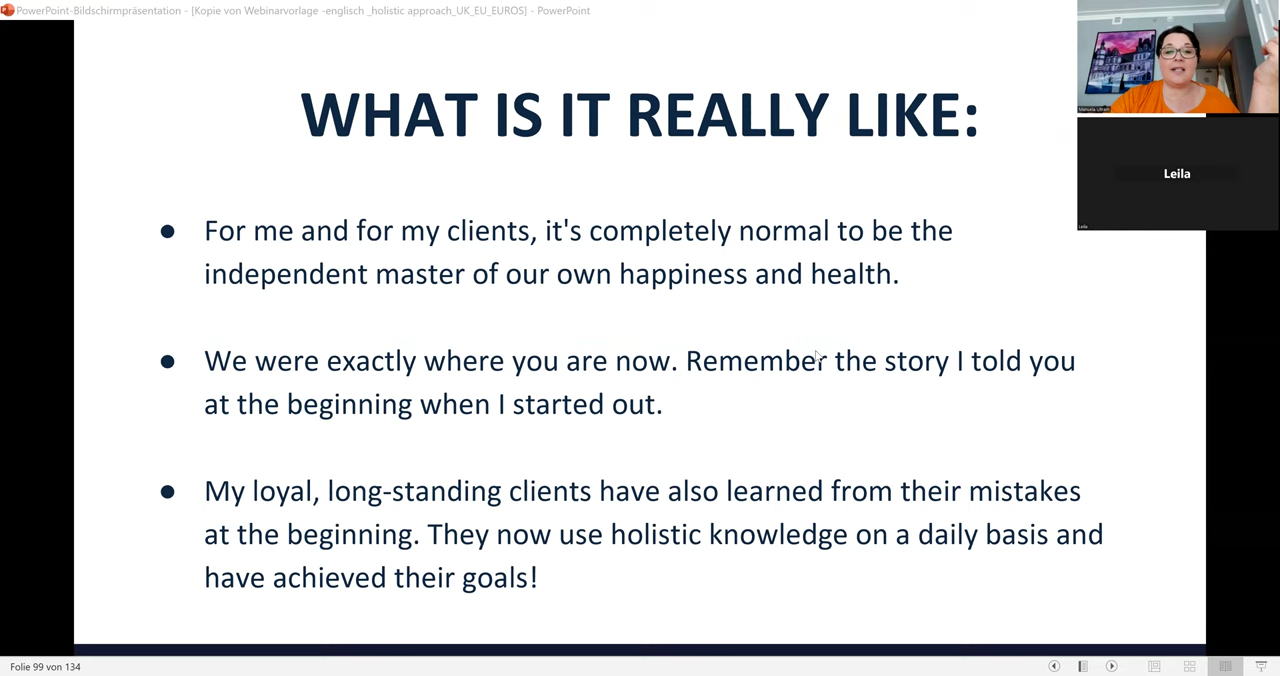 PowerPoint-Bildschirmpräsentation - [Kopie von Webinarvorlage -englisch _holistic approach_UK_EU_EUROS] - PowerPoint
WHAT IS IT REALLY LIKE:
Leila
Leila
● For me and for my clients, it's completely normal to be the
independent master of our own happiness and health.
● We were exactly where you are now. Remember the story I told you
at the beginning when I started out.
● My loyal, long-standing clients have also learned from their mistakes
at the beginning. They now use holistic knowledge on a daily basis and
have achieved their goals!
Folie 99 von 134